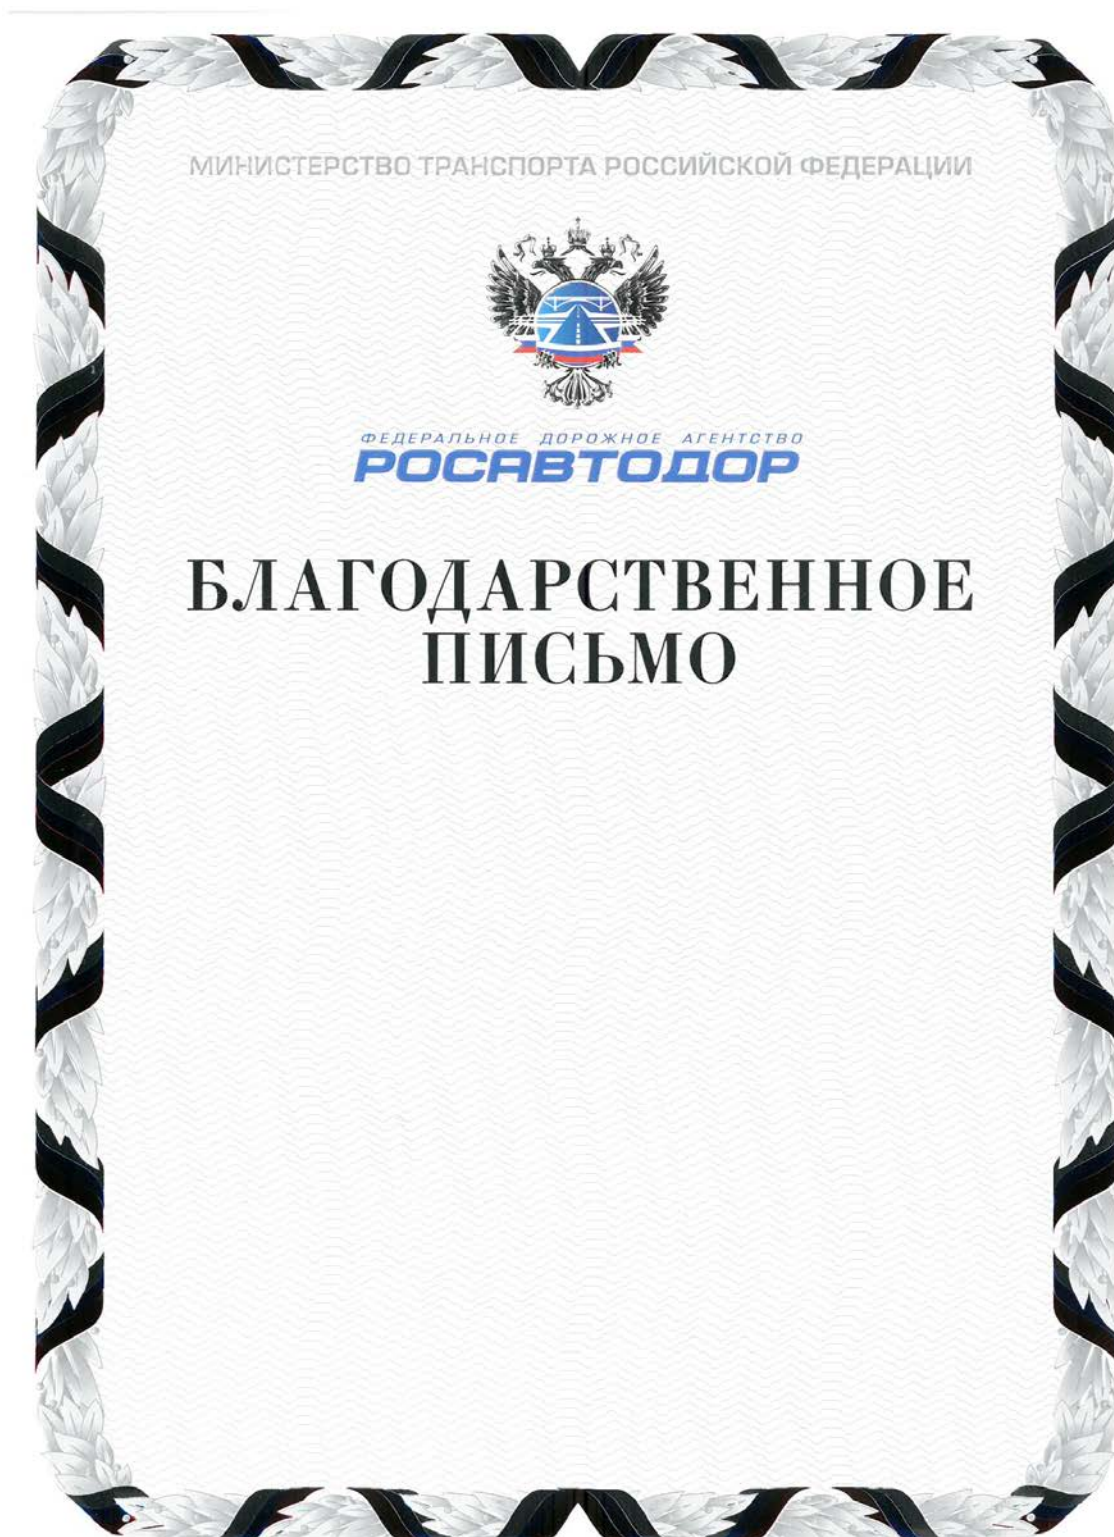 МИНИСТЕРСТВО ТРАНСПОРТА РОССИЙСКОЙ ФЕДЕРАЦИИ
ФЕДЕРАЛЬНОЕ ДОРОЖНОЕ АГЕНТСТВО
РОСАВТОДОР
БЛАГОДАРСТВЕННОЕ
ПИСЬМО